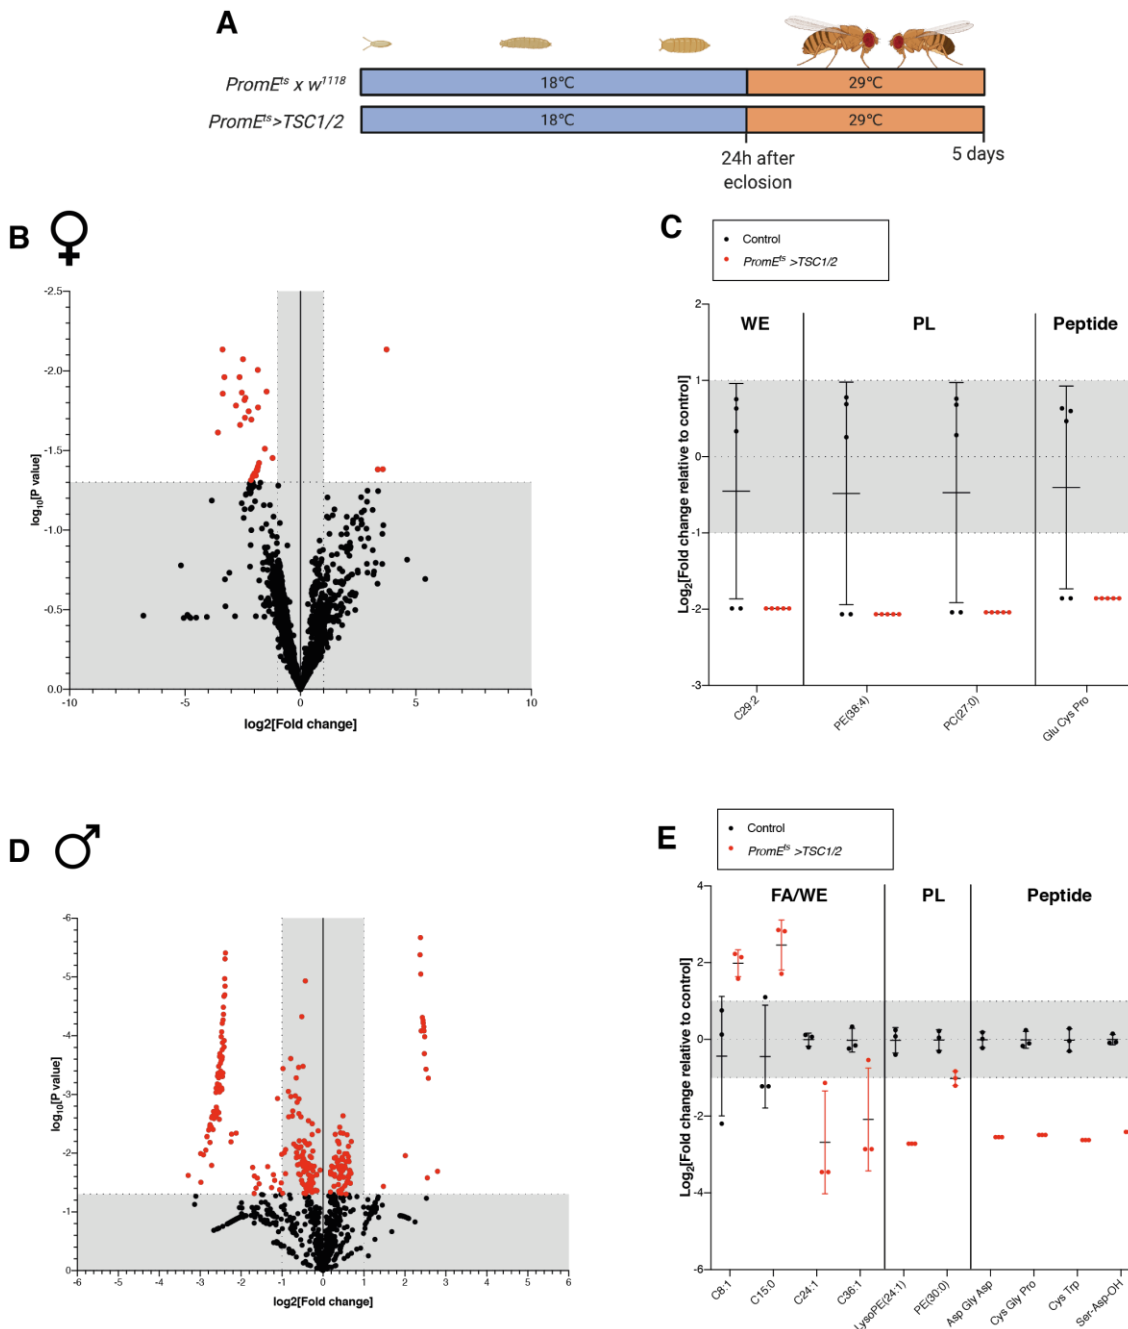 A
PromEts x w1118
18°C
29°C
PromEts>TSC1/2
18°C
29°C
24h after
eclosion
5 days
B
-2.5
-2.0
-1.5
-1.0
-0.5
0.0
log10[P value]
-10
-5
0
5
10
log2[Fold change]
C
Control
PromEts >TSC1/2
WE
PL
Peptide
2
1
0
-1
-2
-3
Log2[Fold change relative to control]
C29:2
PE(38:4)
PC(27:0)
Glu Cys Pro
D
-6
-5
-4
-3
-2
-1
0
log10[P value]
-6
-5
-4
-3
-2
-1
0
1
2
3
4
5
6
log2[Fold change]
E
Control
PromEts >TSC1/2
FA/WE
PL
Peptide
4
2
0
-2
-4
-6
Log2[Fold change relative to control]
C8:1
C15:0
C24:1
C36:1
LysoPE(24:1)
PE(30:0)
Asp Gly Asp
Cys Gly Pro
Cys Trp
Ser-Asp-OH